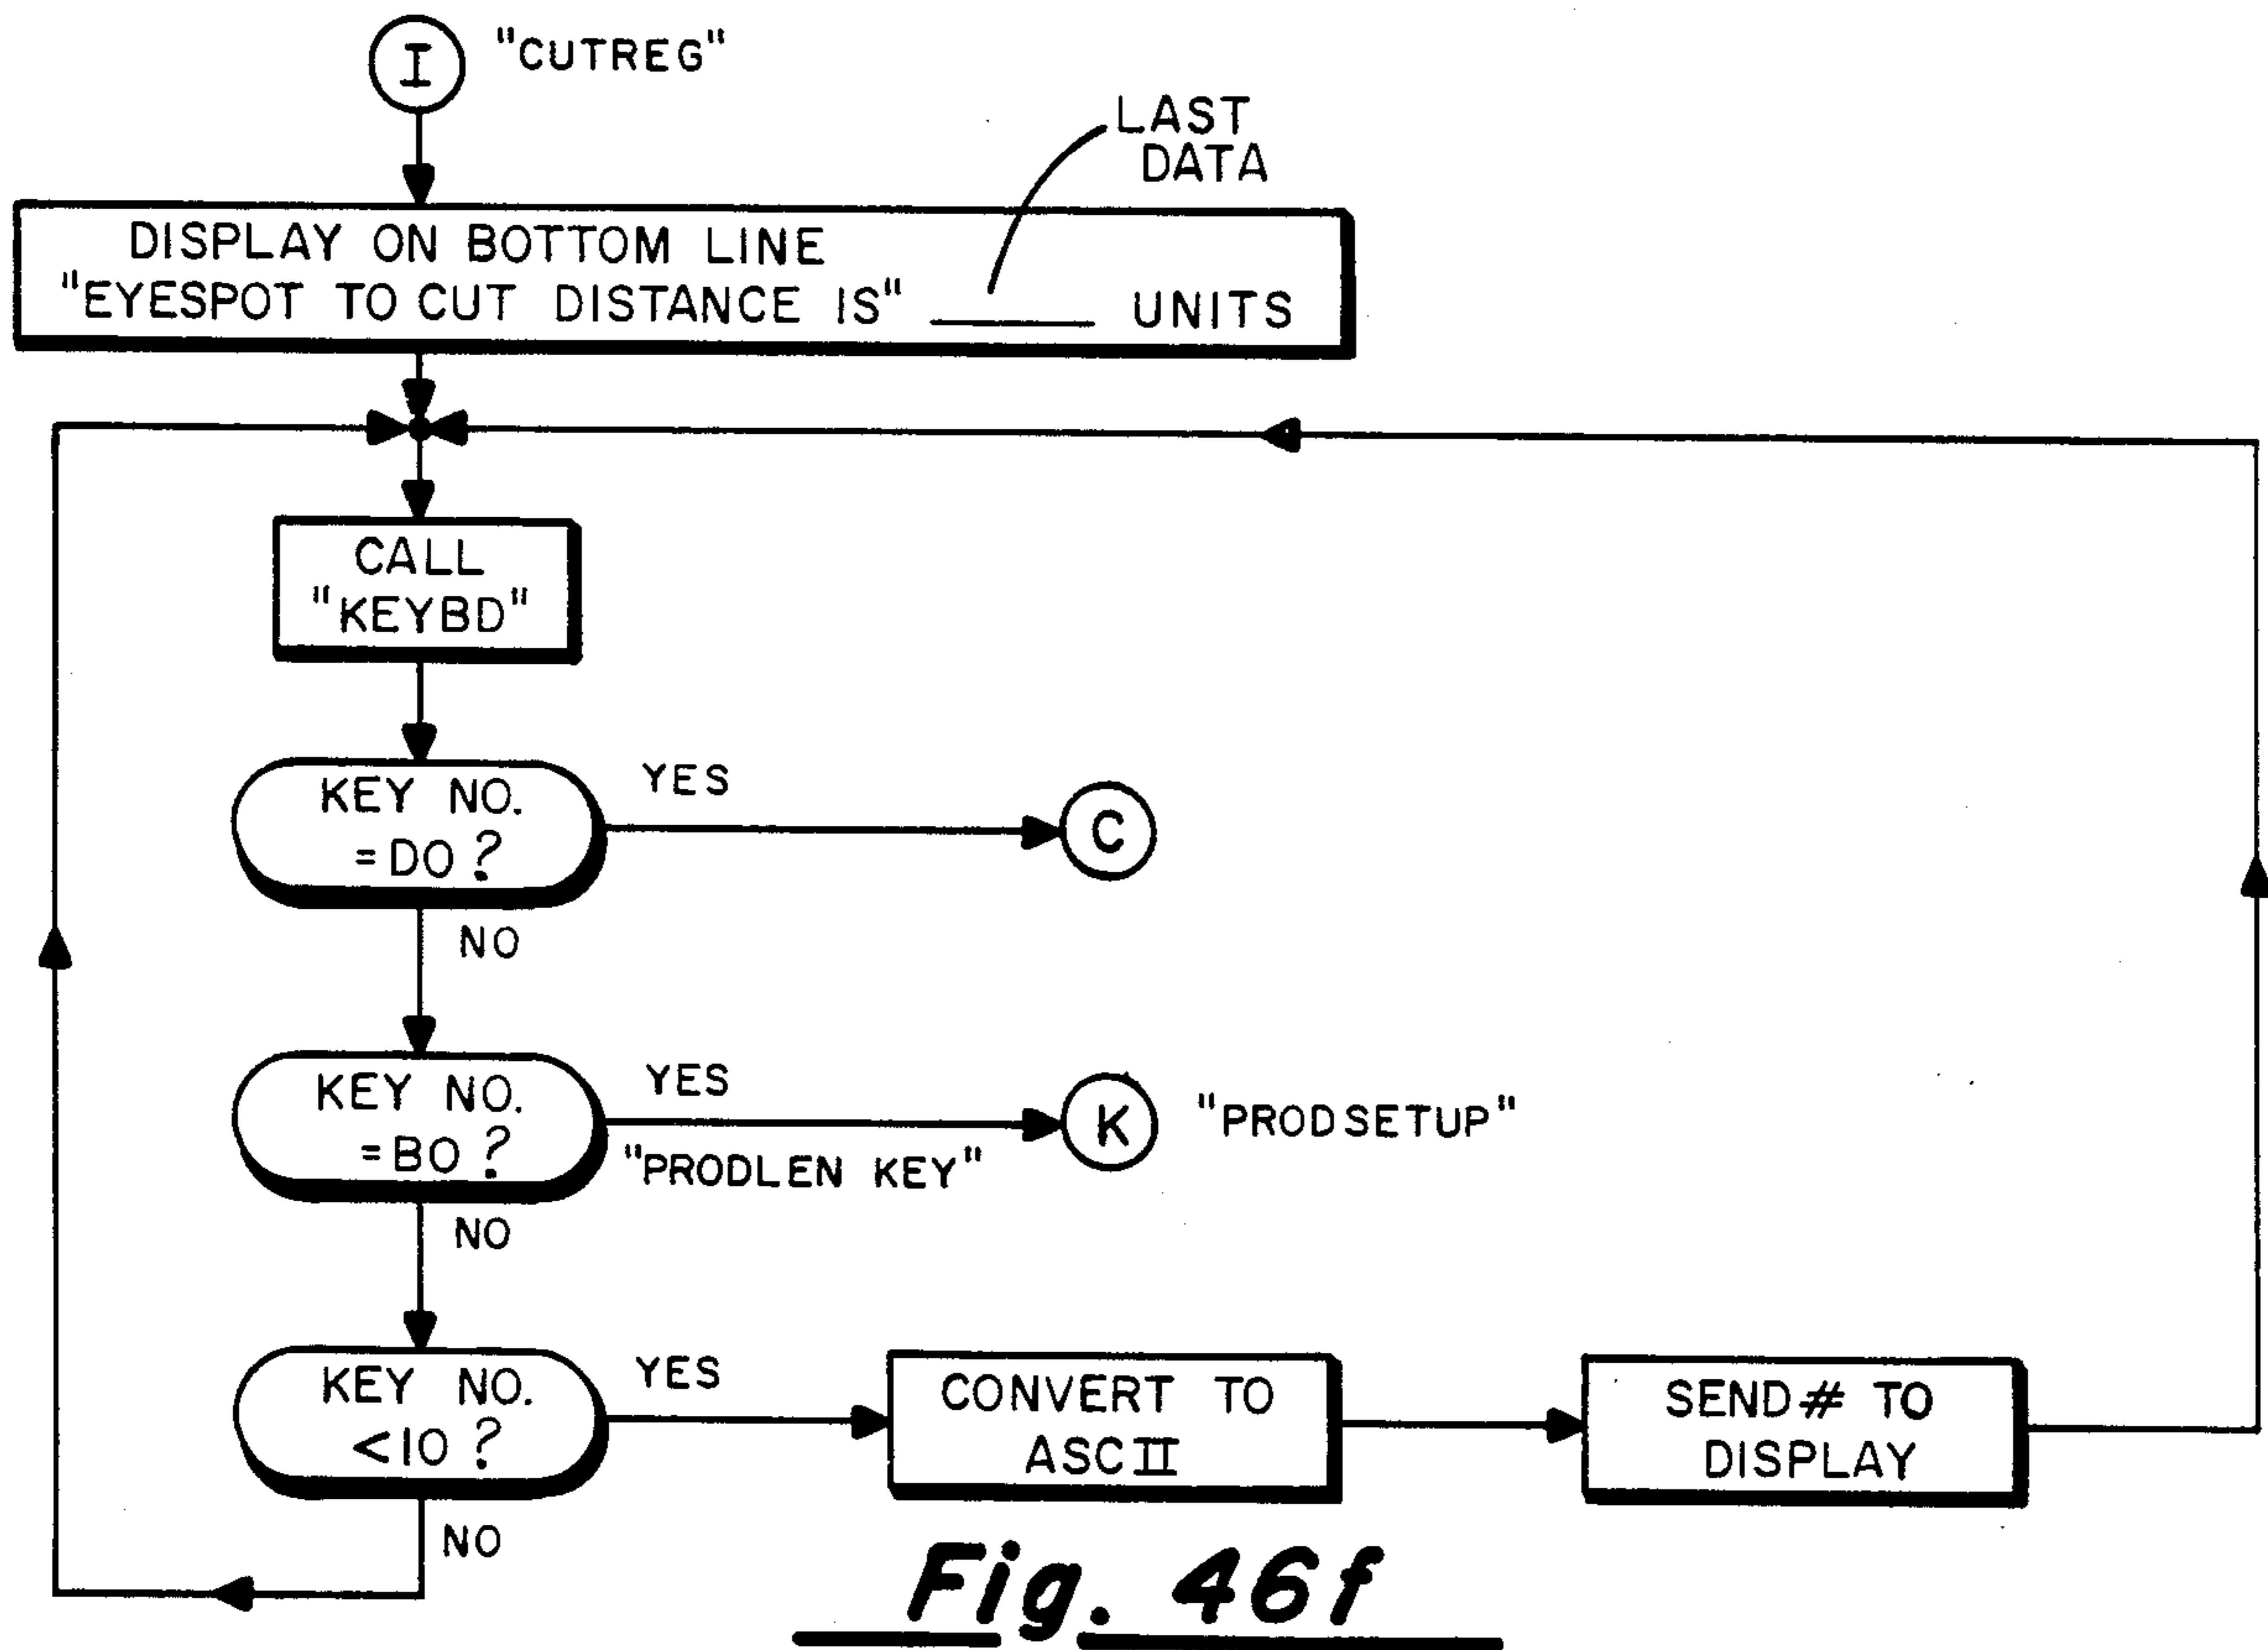 I "CUTREG"
LAST
DATA
DISPLAY ON BOTTOM LINE
"EYESPOT TO CUT DISTANCE IS" ____ UNITS
CALL
"KEYBD"
KEY NO.
=DO?
YES
C
NO
KEY NO.
=BO?
YES
"PRODLEN KEY"
K "PRODSETUP"
NO
KEY NO.
<10?
YES
CONVERT TO
ASCII
SEND # TO
DISPLAY
NO
Fig. 46f